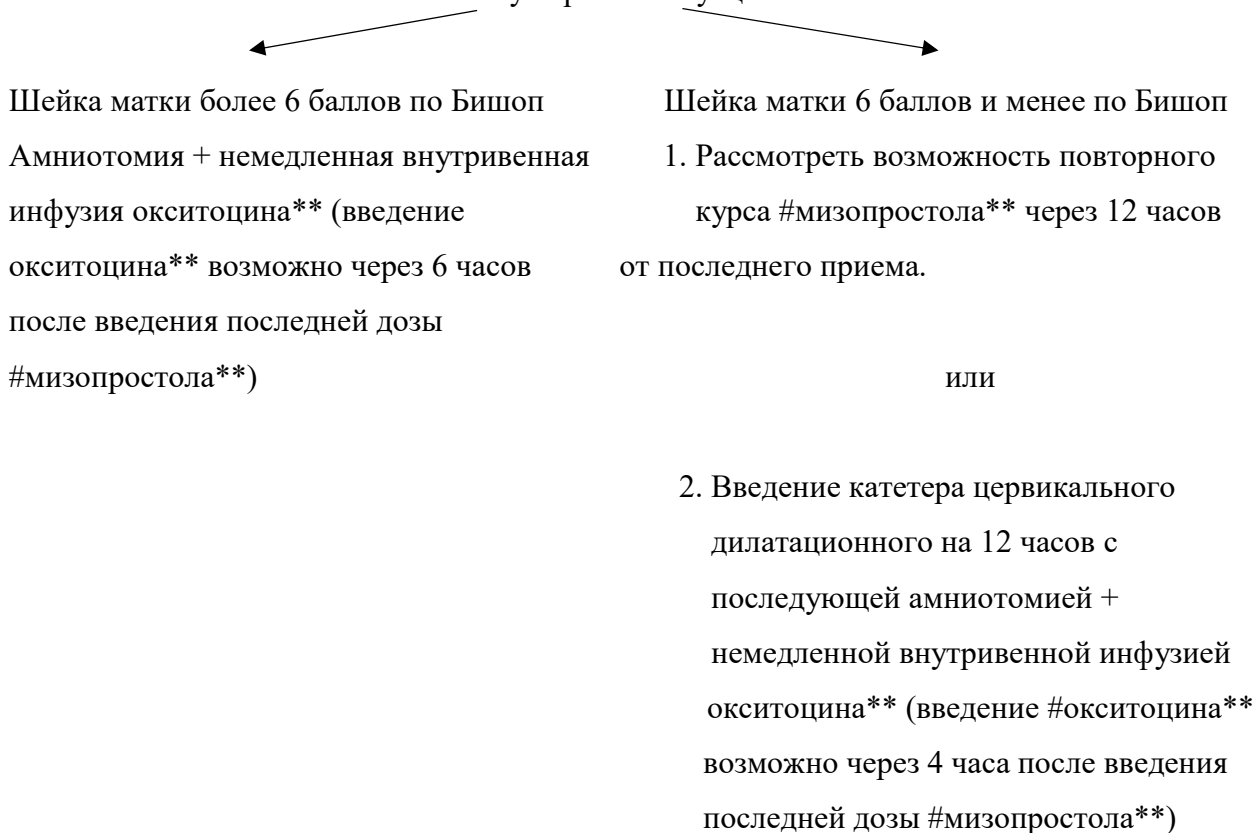 Шейка матки более 6 баллов по Бишоп
Амниотомия + немедленная внутривенная
инфузия окситоцина** (введение
окситоцина** возможно через 6 часов
после введения последней дозы
#мизопростола**)
Шейка матки 6 баллов и менее по Бишоп
1. Рассмотреть возможность повторного
курса #мизопростола** через 12 часов
от последнего приема.
или
2. Введение катетера цервикального
дилатационного на 12 часов с
последующей амниотомией +
немедленной внутривенной инфузией
окситоцина** (введение #окситоцина**
возможно через 4 часа после введения
последней дозы #мизопростола**)